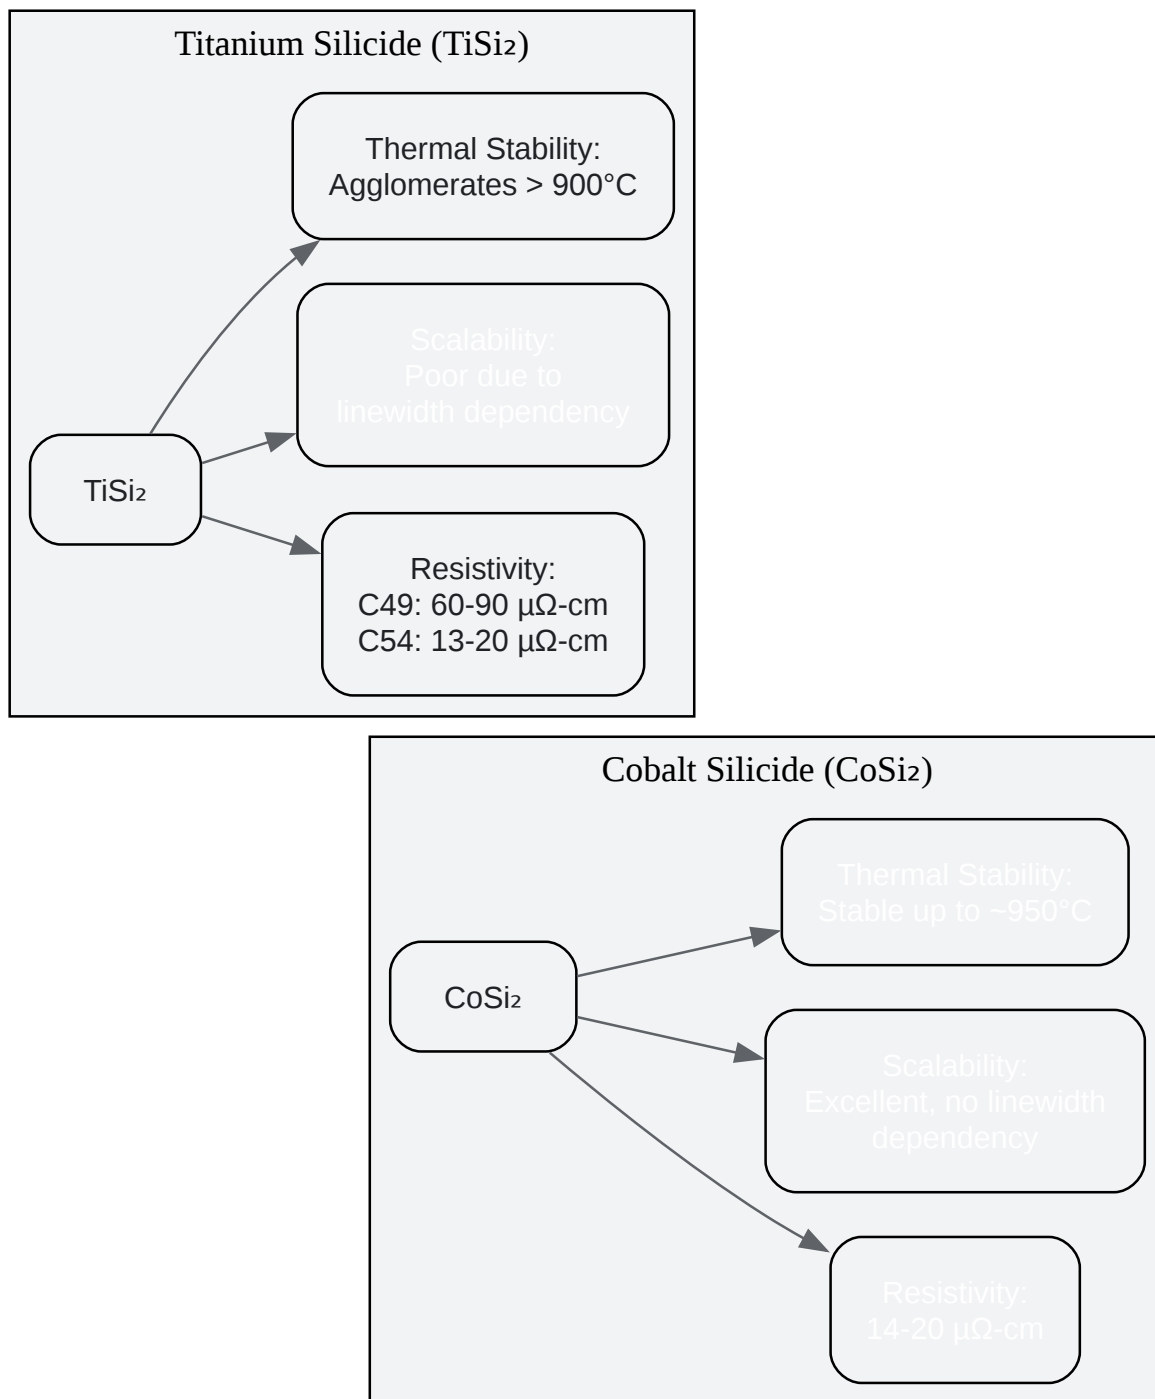 Titanium Silicide (TiSi₂)
Thermal Stability:
Agglomerates > 900°C
Scalability:
Poor due to
linewidth dependency
TiSi₂
Resistivity:
C49: 60-90 µΩ-cm
C54: 13-20 µΩ-cm
Cobalt Silicide (CoSi₂)
Thermal Stability:
Stable up to ~950°C
CoSi₂
Scalability:
Excellent, no linewidth
dependency
Resistivity:
14-20 µΩ-cm